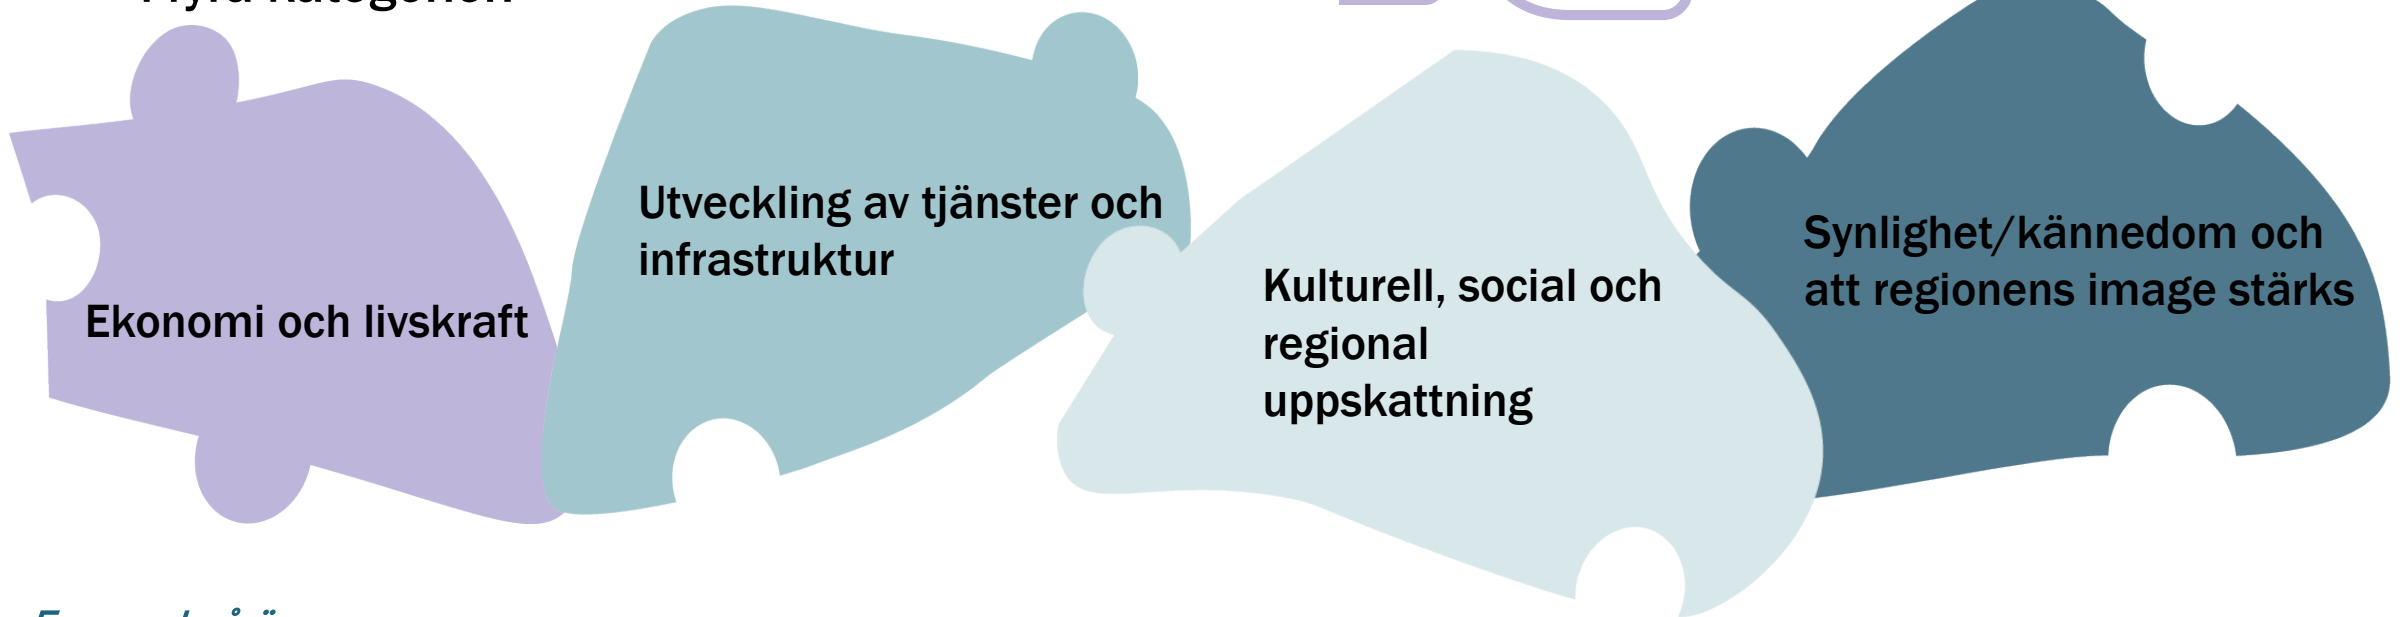 Ekonomi och livskraft
Utveckling av tjänster och
infrastruktur
Kulturell, social och
regional
uppskattning
Synlighet/kännedom och
att regionens image stärks